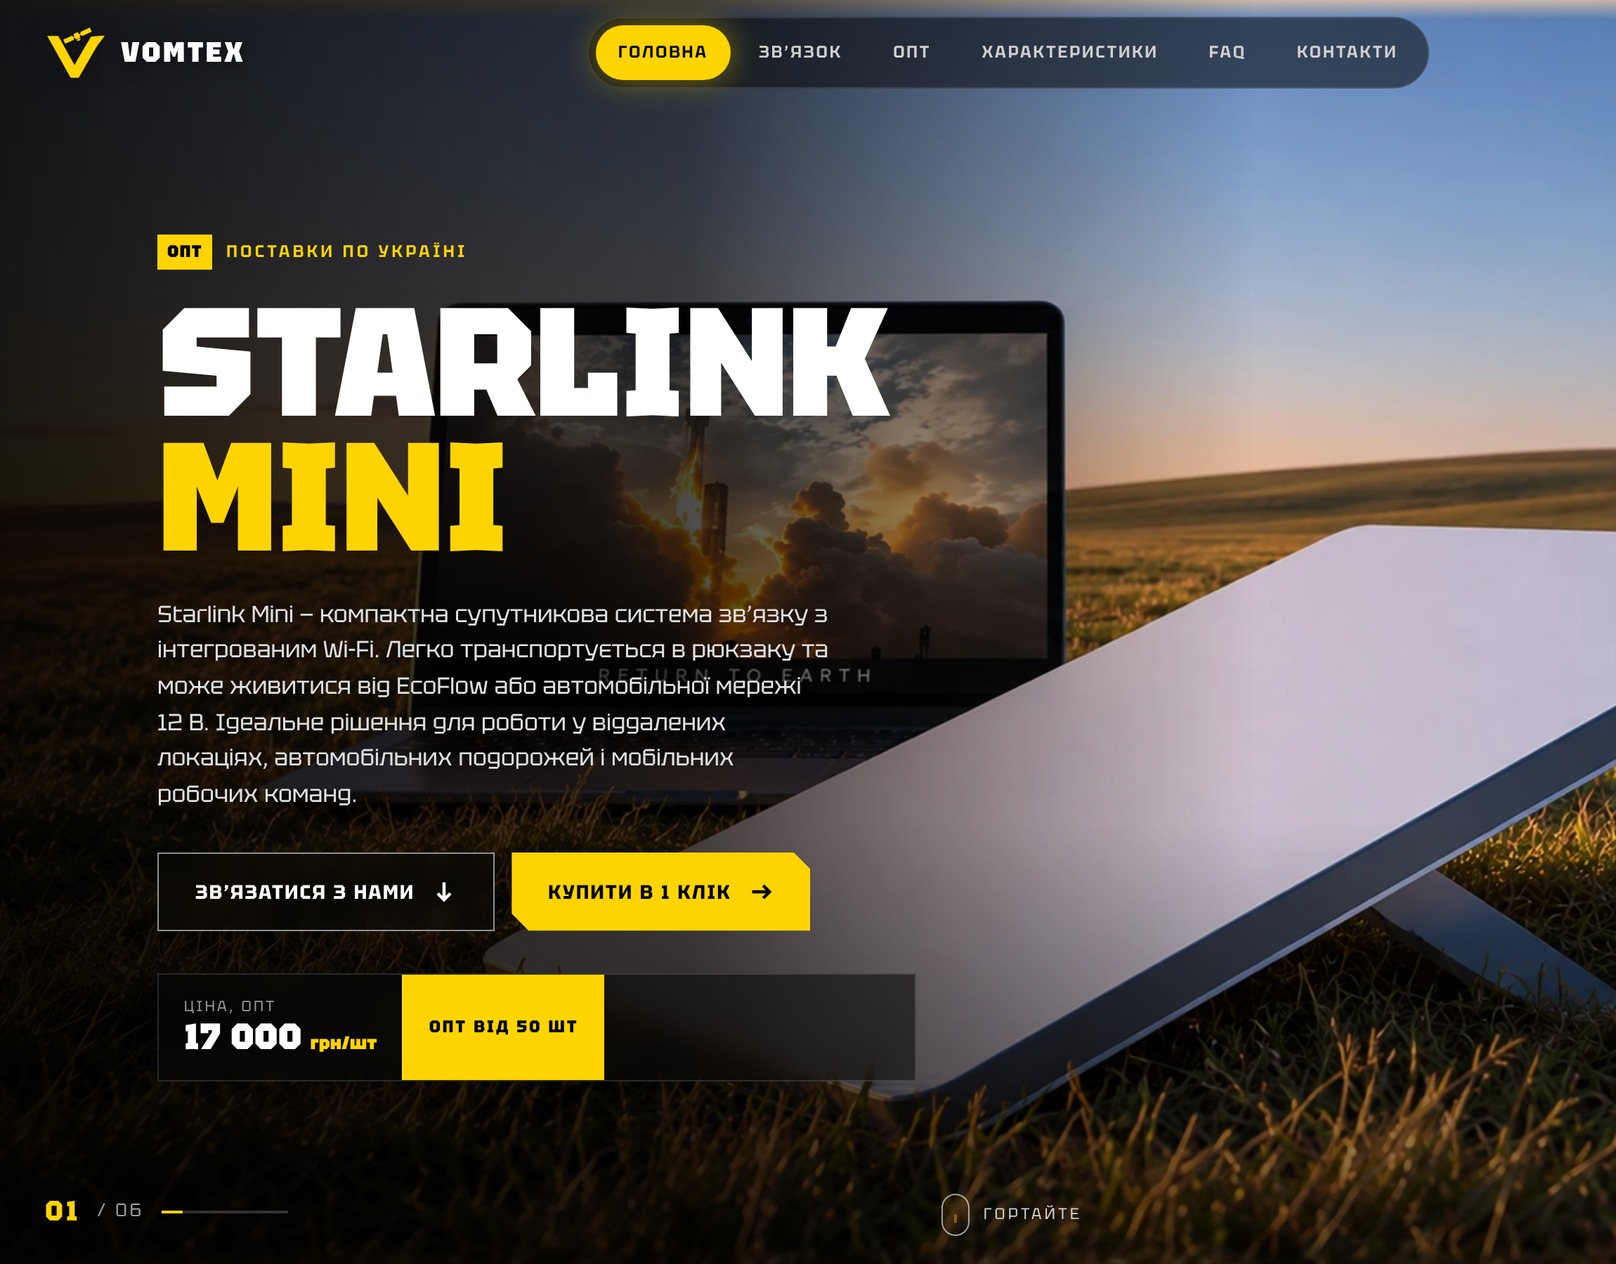 VOMTEX
ГОЛОВНА
ЗВ’ЯЗОК
ОПТ
ХАРАКТЕРИСТИКИ
FAQ
КОНТАКТИ
ОПТ
ПОСТАВКИ ПО УКРАЇНІ
STARLINK
MINI
Starlink Mini – компактна супутникова система зв’язку з
інтегрованим Wi-Fi. Легко транспортується в рюкзаку та
може живитися від EcoFlow або автомобільної мережі
12 В. Ідеальне рішення для роботи у віддалених
локаціях, автомобільних подорожей і мобільних
робочих команд.
RETURN TO EARTH
ЗВ’ЯЗАТИСЯ З НАМИ ↓
КУПИТИ В 1 КЛІК →
ЦІНА, ОПТ
17 000 грн/шт
ОПТ ВІД 50 ШТ
01 / 06
ГОРТАЙТЕ